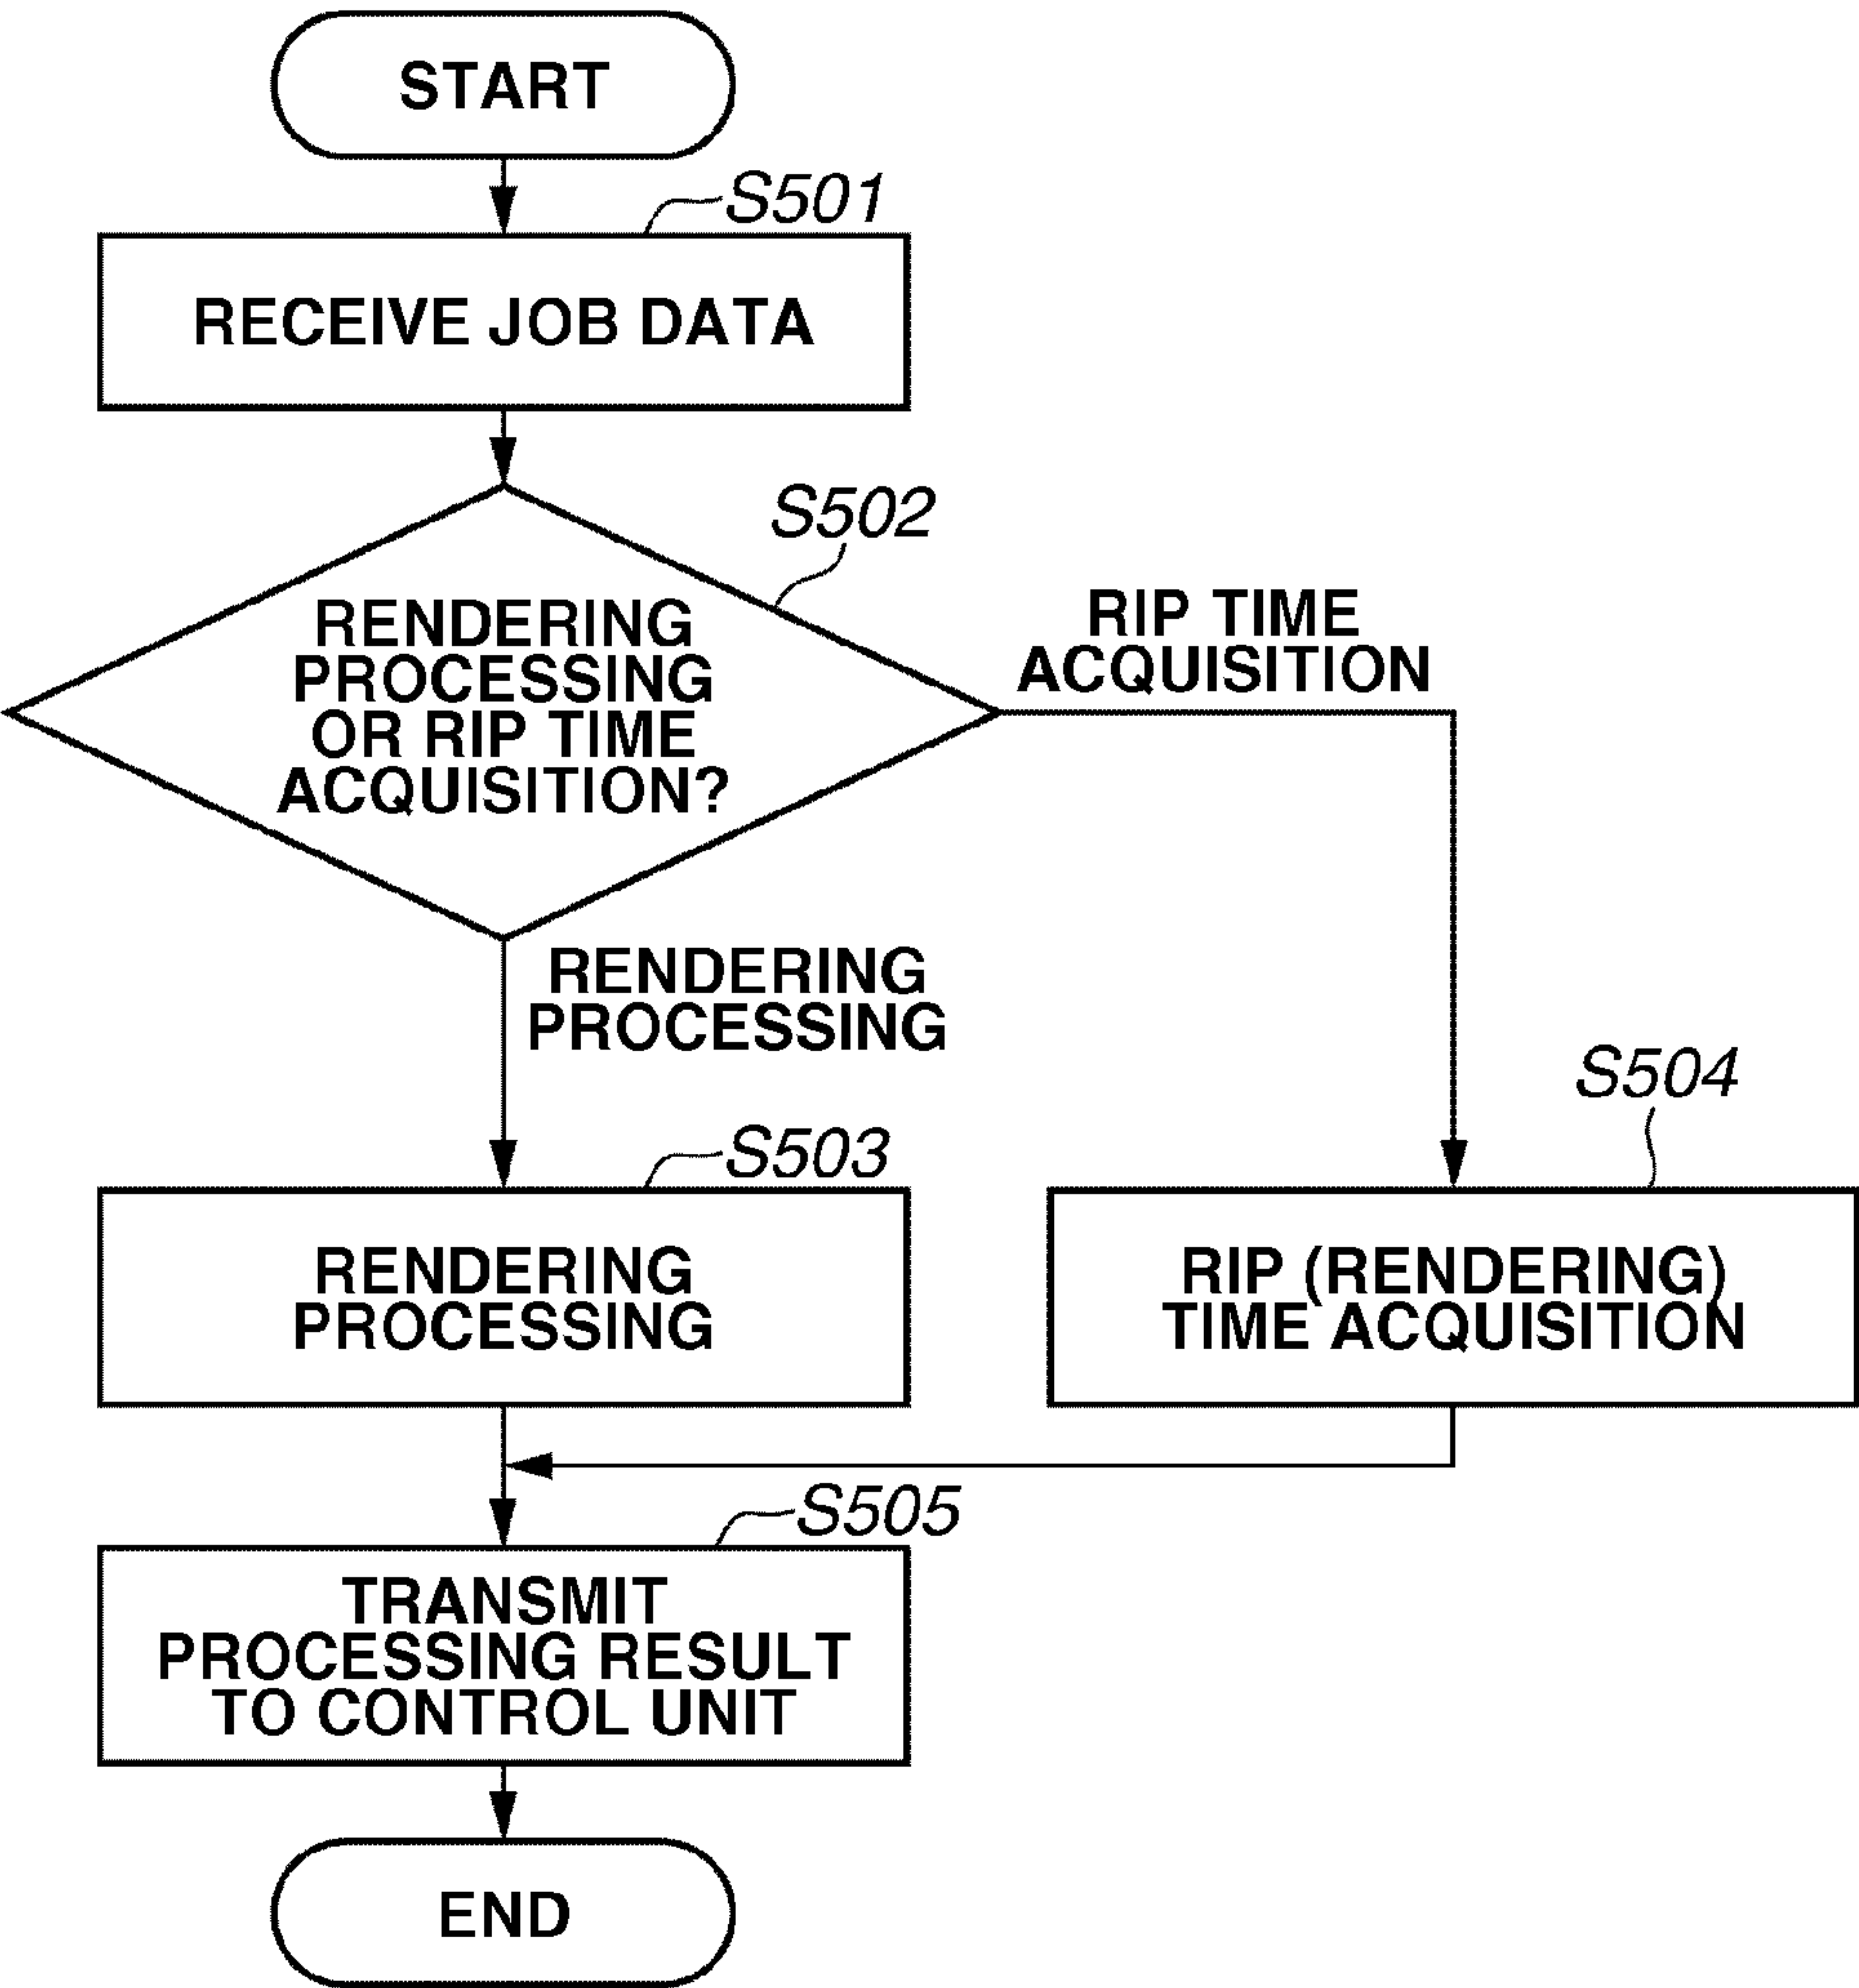 START
S501
RECEIVE JOB DATA
S502
RENDERING
PROCESSING
OR RIP TIME
ACQUISITION?
RIP TIME
ACQUISITION
RENDERING
PROCESSING
S503
RENDERING
PROCESSING
S504
RIP (RENDERING)
TIME ACQUISITION
S505
TRANSMIT
PROCESSING RESULT
TO CONTROL UNIT
END